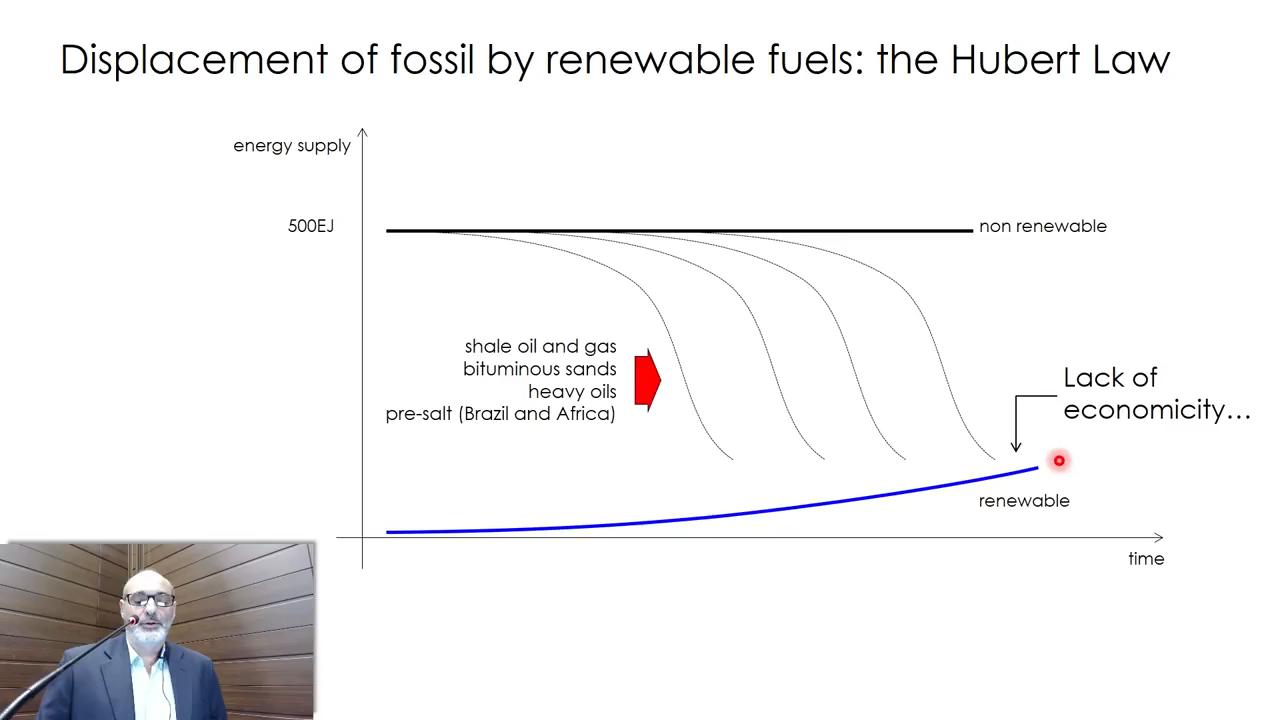 Displacement of fossil by renewable fuels: the Hubert Law
energy supply
500EJ
non renewable
shale oil and gas
bituminous sands
heavy oils
pre-salt (Brazil and Africa)
Lack of
economicity…
renewable
time